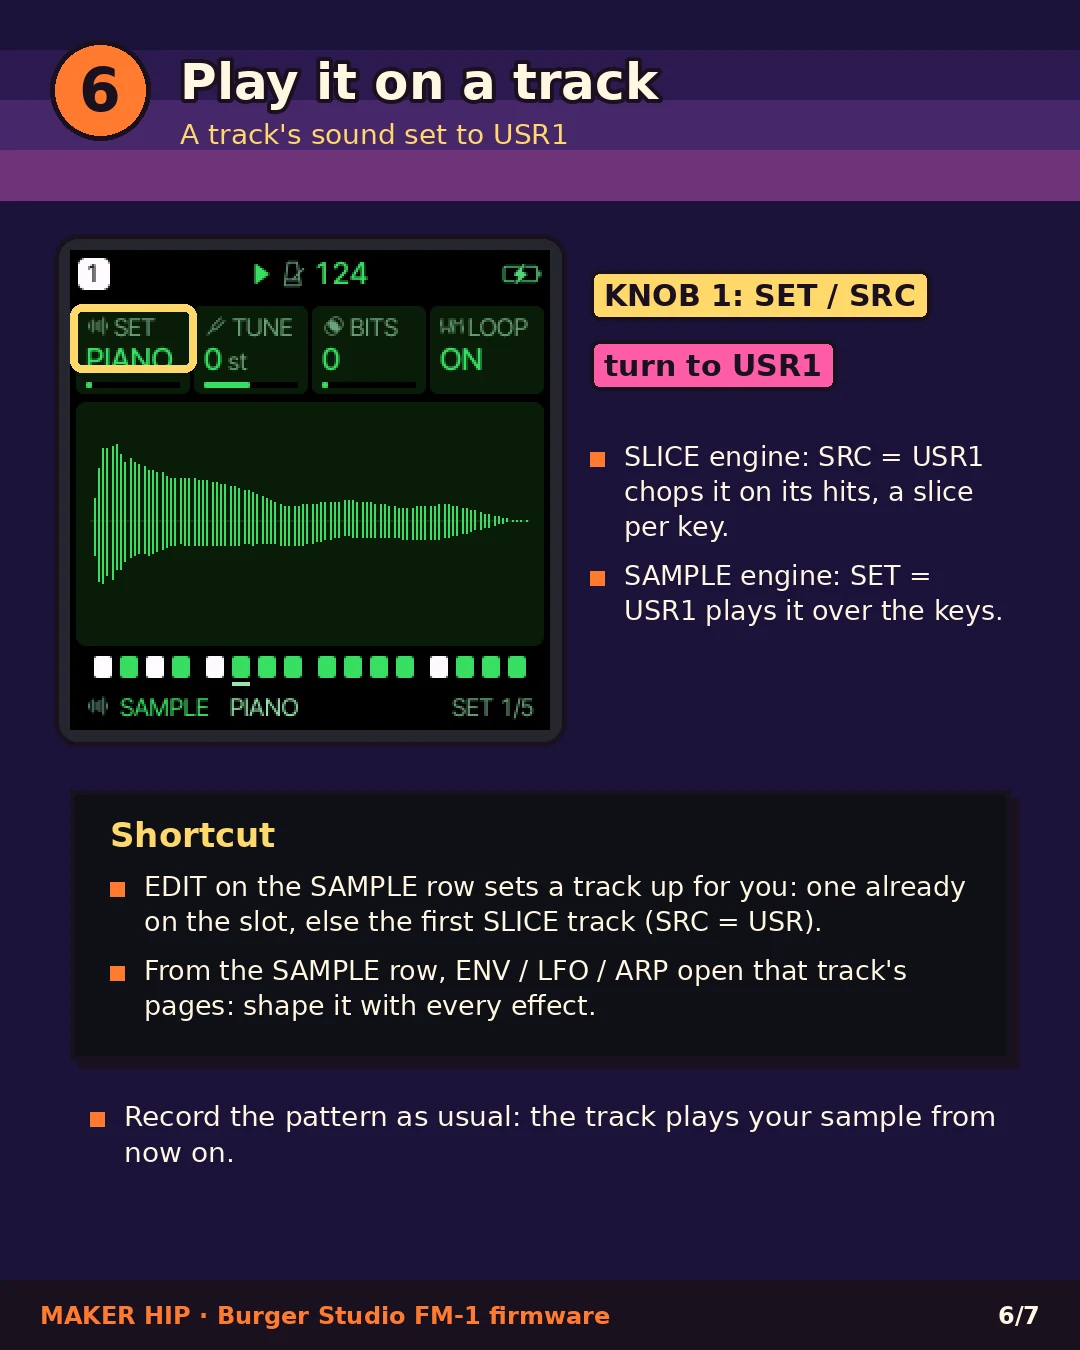 6
Play it on a track
A track's sound set to USR1
1
124
SET
PIANO
TUNE
0 st
BITS
0
LOOP
ON
SAMPLE PIANO
SET 1/5
KNOB 1: SET / SRC
turn to USR1
SLICE engine: SRC = USR1
chops it on its hits, a slice
per key.
SAMPLE engine: SET =
USR1 plays it over the keys.
Shortcut
EDIT on the SAMPLE row sets a track up for you: one already
on the slot, else the first SLICE track (SRC = USR).
From the SAMPLE row, ENV / LFO / ARP open that track's
pages: shape it with every effect.
Record the pattern as usual: the track plays your sample from
now on.
MAKER HIP · Burger Studio FM-1 firmware
6/7